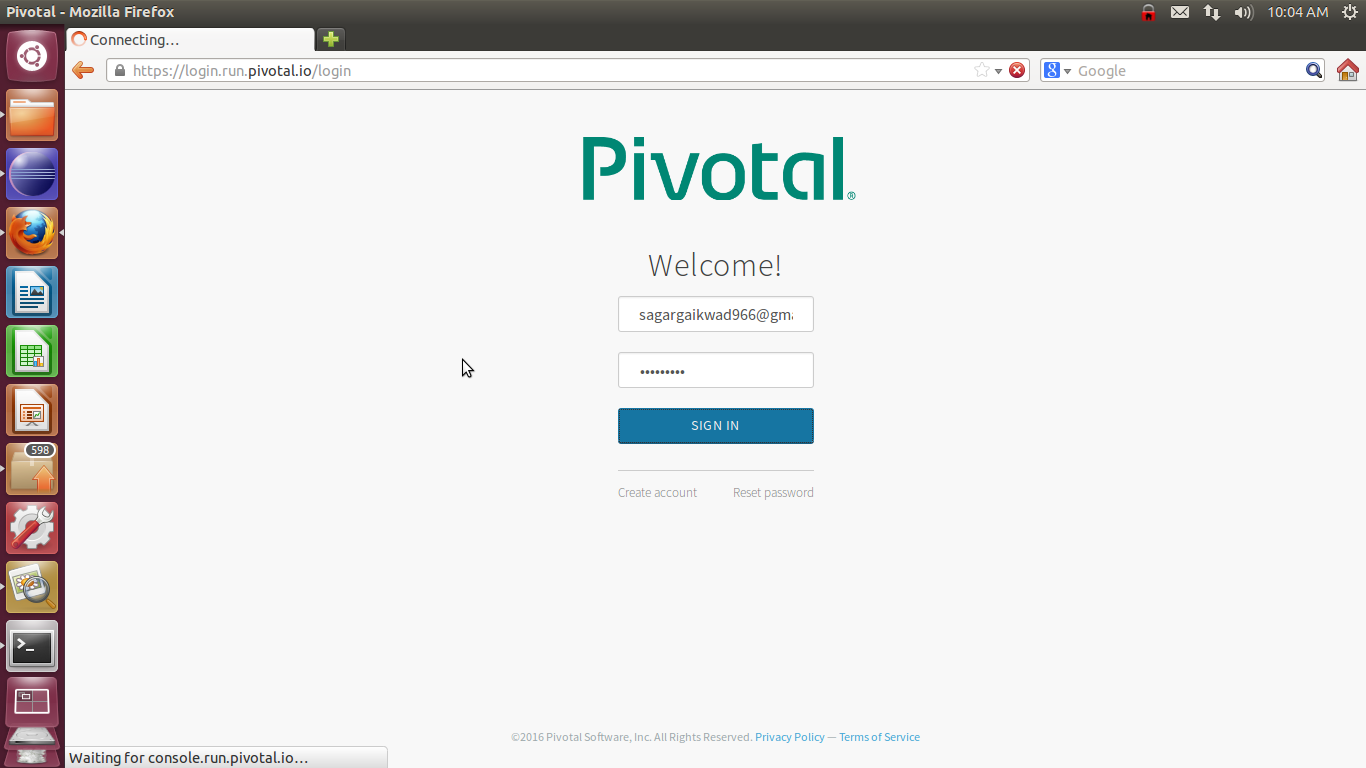 Pivotal - Mozilla Firefox
10:04 AM
Connecting…
https://login.run.pivotal.io/login
Google
Pivotal®
Welcome!
sagargaikwad966@gma
•••••••••
SIGN IN
Create account
Reset password
598
©2016 Pivotal Software, Inc. All Rights Reserved. Privacy Policy — Terms of Service
Waiting for console.run.pivotal.io…